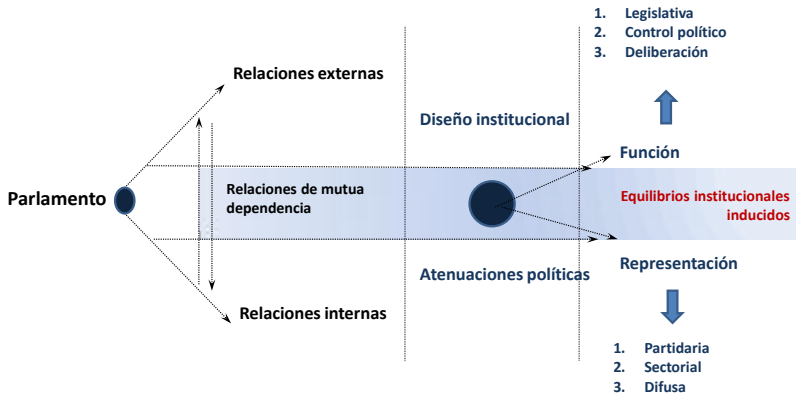 Parlamento
Relaciones externas
Relaciones de mutua
dependencia
Relaciones internas
Diseño institucional
Atenuaciones políticas
1. Legislativa
2. Control político
3. Deliberación
Función
Equilibrios institucionales
inducidos
Representación
1. Partidaria
2. Sectorial
3. Difusa